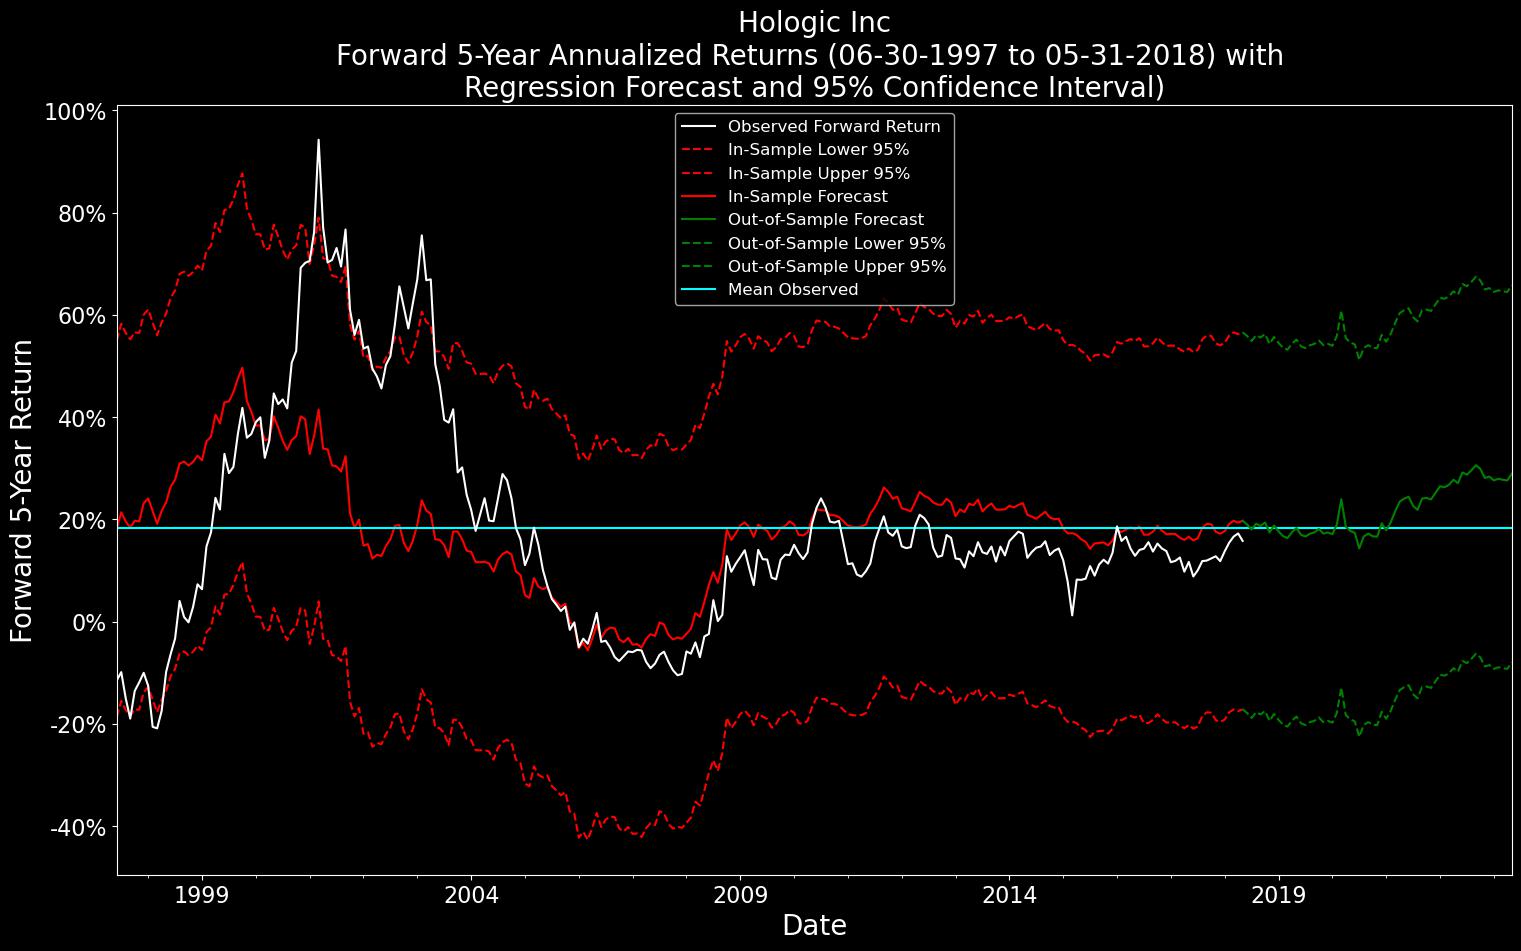 Hologic Inc
Forward 5-Year Annualized Returns (06-30-1997 to 05-31-2018) with
Regression Forecast and 95% Confidence Interval)
100%
80%
60%
40%
20%
0%
-20%
-40%
Forward 5-Year Return
Observed Forward Return
In-Sample Lower 95%
In-Sample Upper 95%
In-Sample Forecast
Out-of-Sample Forecast
Out-of-Sample Lower 95%
Out-of-Sample Upper 95%
Mean Observed
1999
2004
2009
2014
2019
Date